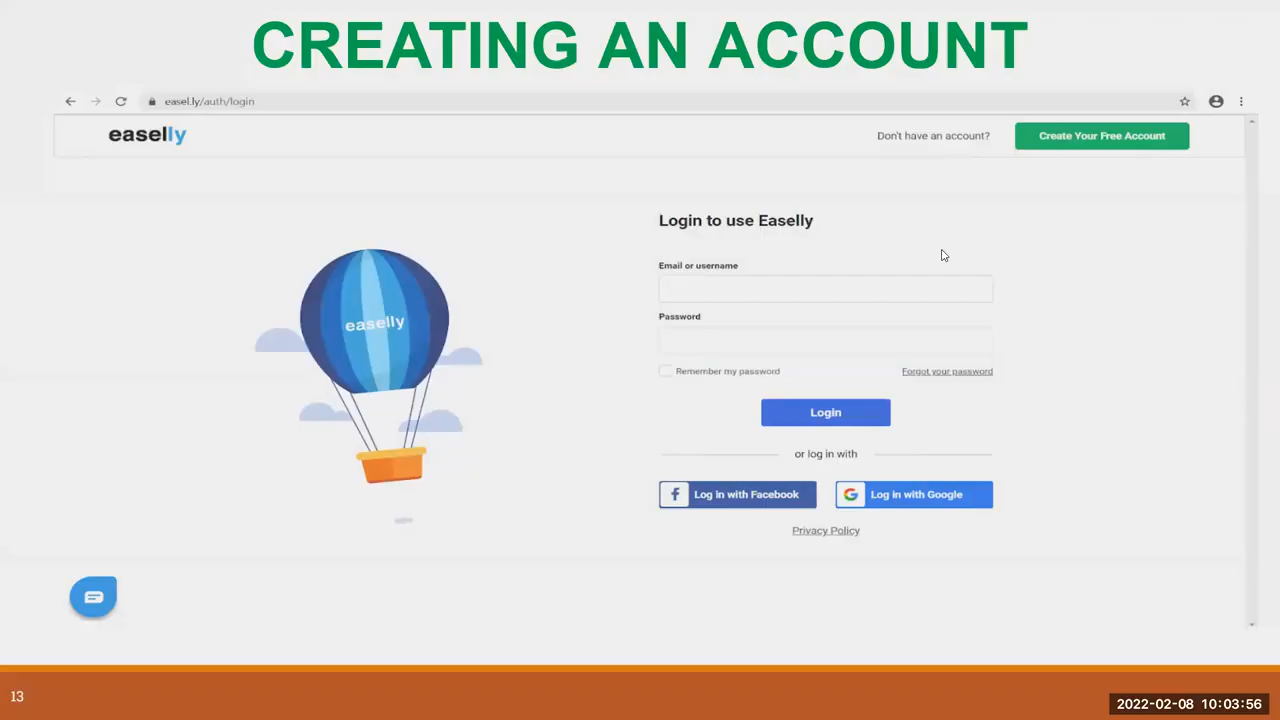 CREATING AN ACCOUNT
easel.ly/auth/login
easelly
Don't have an account?
Create Your Free Account
Login to use Easelly
Email or username
easelly
Password
Remember my password
Forgot your password
Login
or log in with
Log in with Facebook
Log in with Google
Privacy Policy
13
2022-02-08 10:03:56